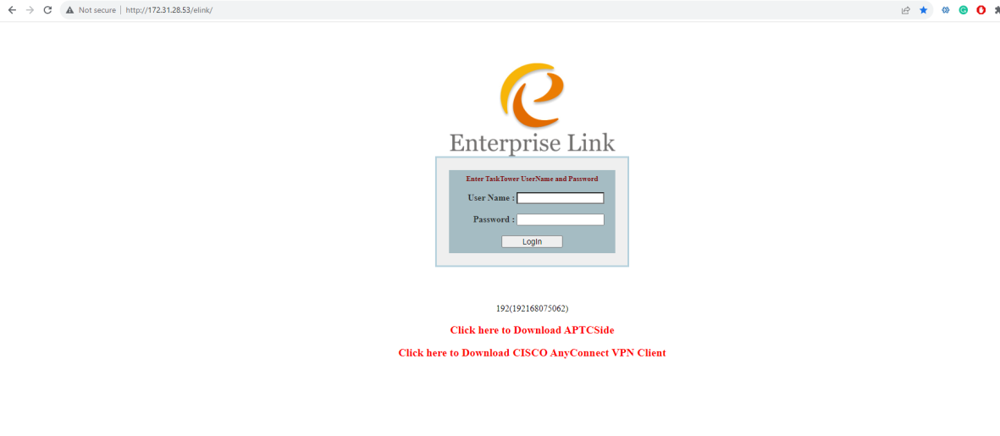 Not secure | http://172.31.28.53/elink/
Enterprise Link
Enter TaskTower UserName and Password
User Name :
Password :
LogIn
192(192168075062)
Click here to Download APTCSide
Click here to Download CISCO AnyConnect VPN Client